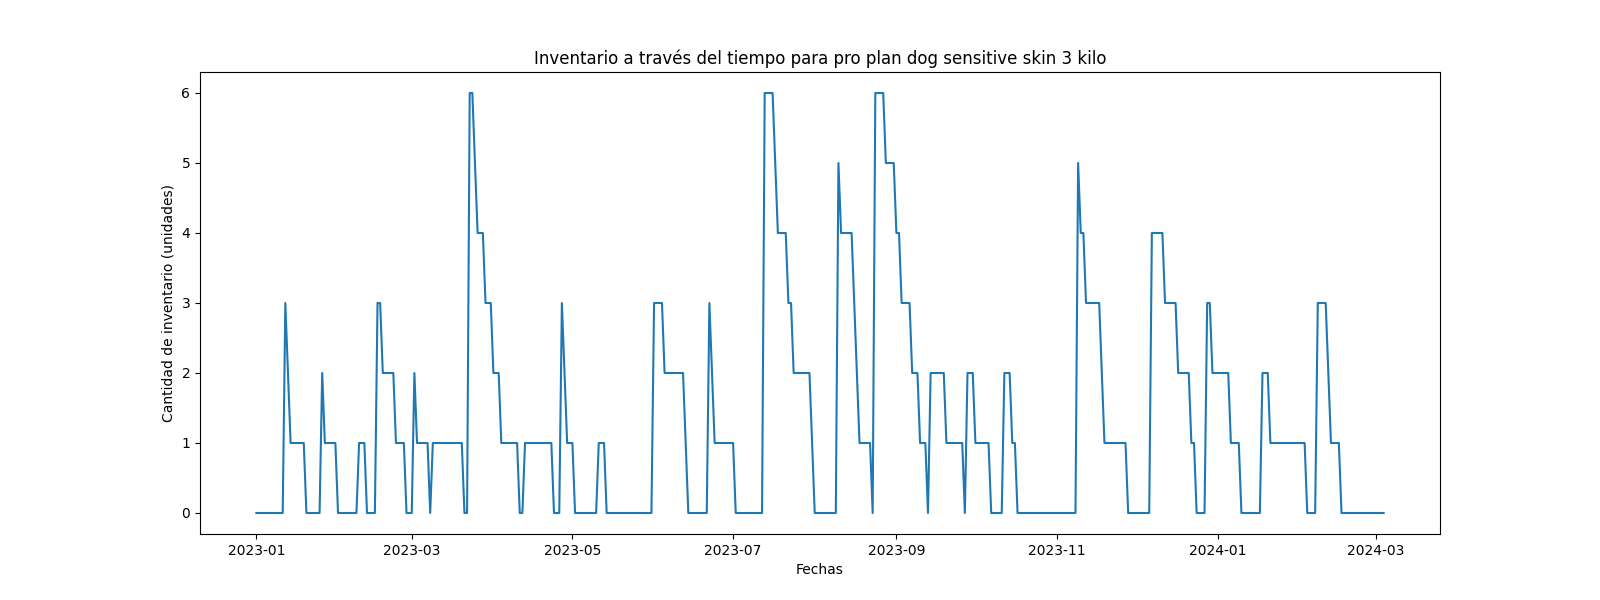 Inventario a través del tiempo para pro plan dog sensitive skin 3 kilo
Cantidad de inventario (unidades)
6
5
4
3
2
1
0
2023-01 2023-03 2023-05 2023-07 2023-09 2023-11 2024-01 2024-03
Fechas